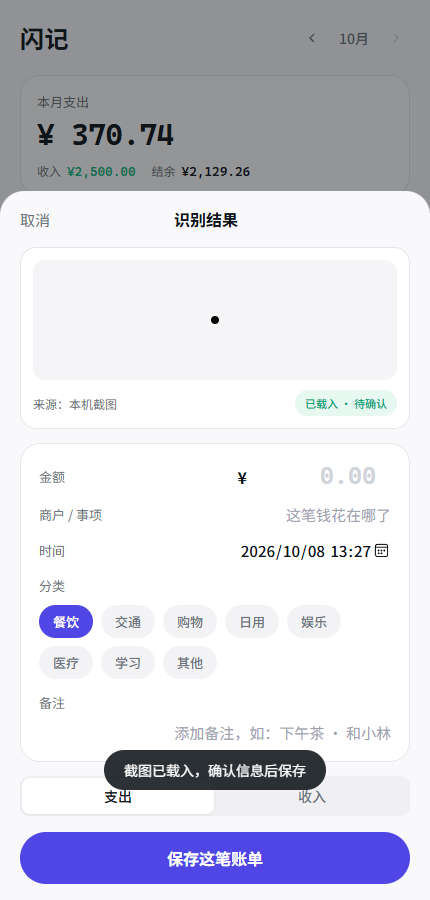 闪记
10月
本月支出
¥ 370.74
收入 ¥2,500.00 结余 ¥2,129.26
取消 识别结果
来源：本机截图 已载入 · 待确认
金额 ¥ 0.00
商户 / 事项 这笔钱花在哪了
时间 2026/10/08 13:27
分类
餐饮 交通 购物 日用 娱乐
医疗 学习 其他
备注
添加备注，如：下午茶 · 和小林
截图已载入，确认信息后保存
支出 收入
保存这笔账单